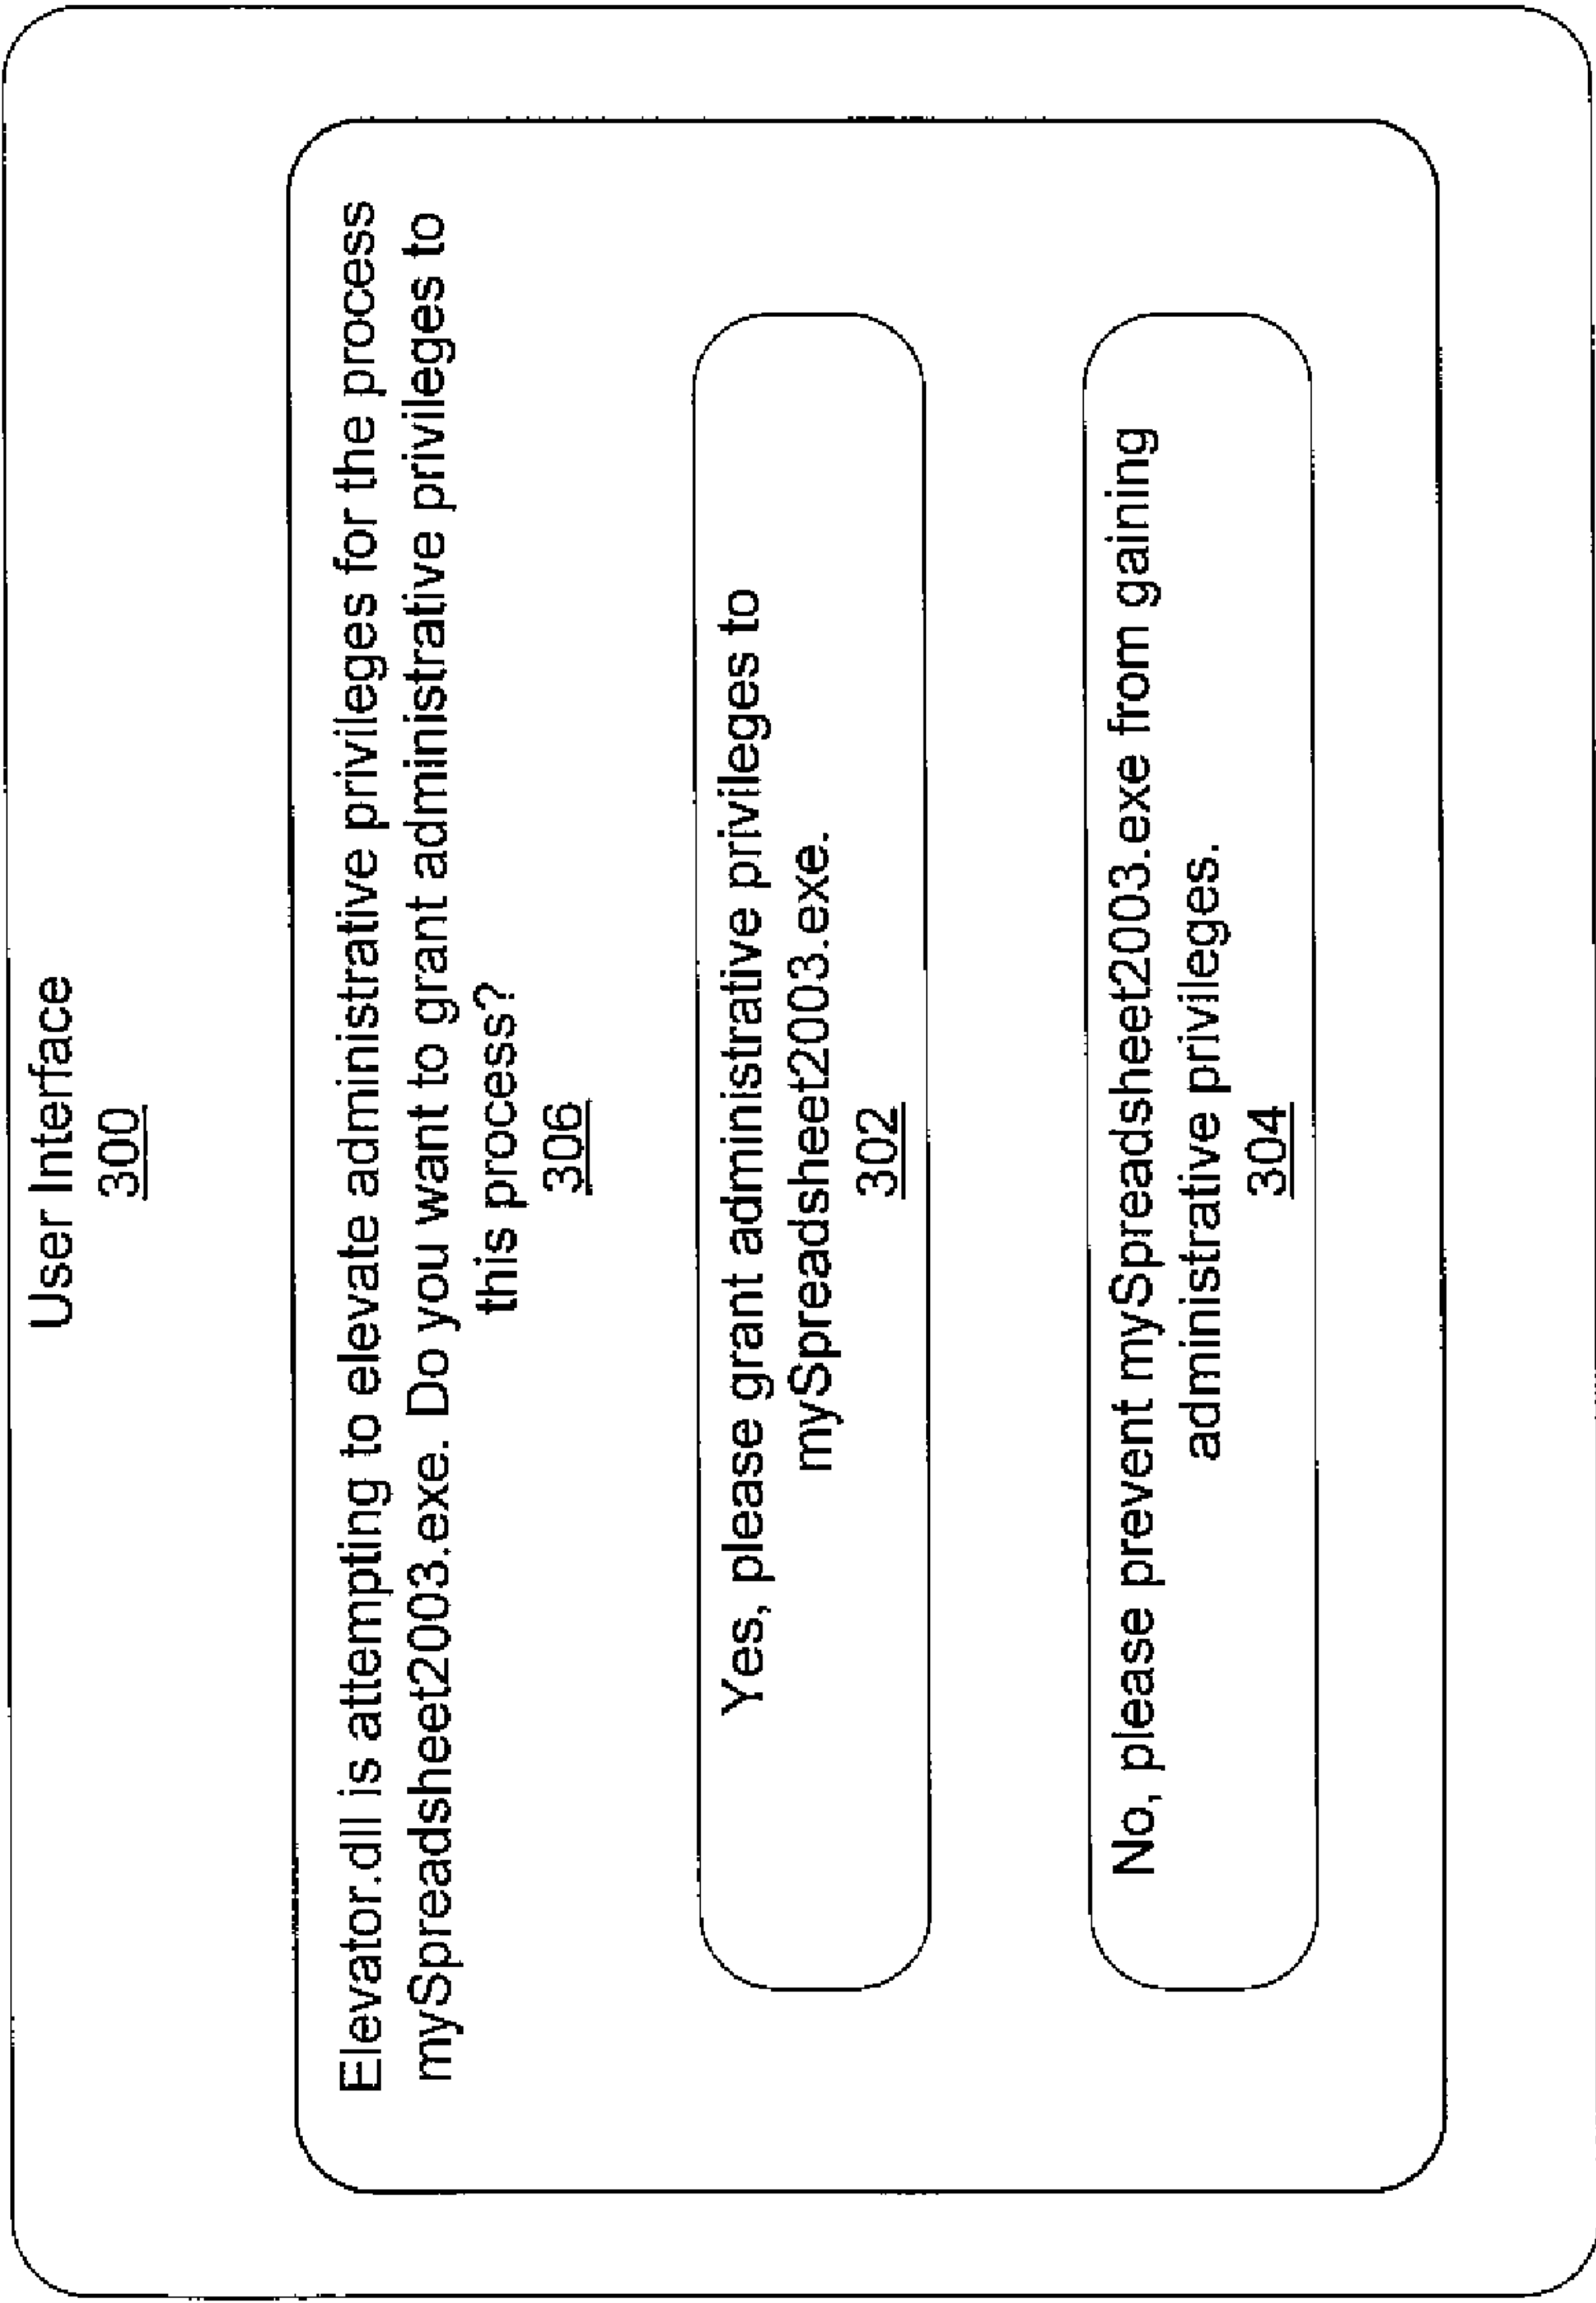 User Interface
300
Elevator.dll is attempting to elevate administrative privileges for the process
mySpreadsheet2003.exe. Do you want to grant administrative privileges to
this process?
306
Yes, please grant administrative privileges to
mySpreadsheet2003.exe.
302
No, please prevent mySpreadsheet2003.exe from gaining
administrative privileges.
304